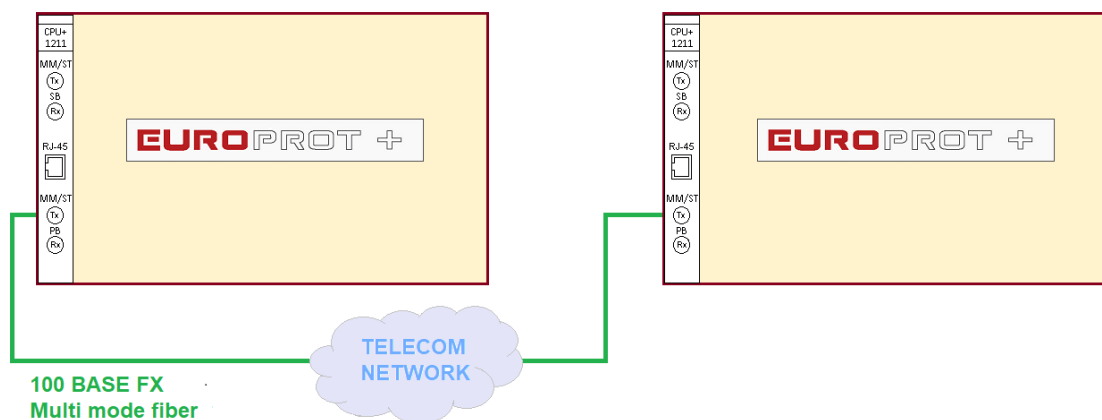 CPU+
1211
MM/ST
Tx
SB
Rx
RJ-45
MM/ST
Tx
PB
Rx
EUROPROT +
CPU+
1211
MM/ST
Tx
SB
Rx
RJ-45
MM/ST
Tx
PB
Rx
EUROPROT +
TELECOM
NETWORK
100 BASE FX
Multi mode fiber